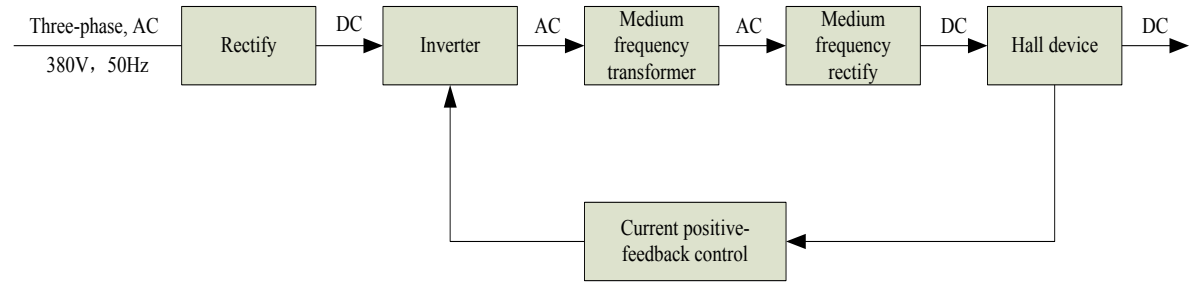 Three-phase, AC
380V，50Hz
Rectify
DC
Inverter
AC
Medium
frequency
transformer
AC
Medium
frequency
rectify
DC
Hall device
DC
Current positive-
feedback control